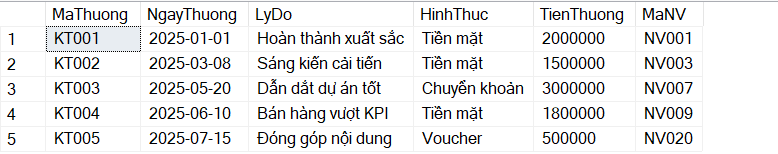 MaThuong NgayThuong LyDo HinhThuc TienThuong MaNV
1 KT001 2025-01-01 Hoàn thành xuất sắc Tiền mặt 2000000 NV001
2 KT002 2025-03-08 Sáng kiến cải tiến Tiền mặt 1500000 NV003
3 KT003 2025-05-20 Dẫn dắt dự án tốt Chuyển khoản 3000000 NV007
4 KT004 2025-06-10 Bán hàng vượt KPI Tiền mặt 1800000 NV009
5 KT005 2025-07-15 Đóng góp nội dung Voucher 500000 NV020